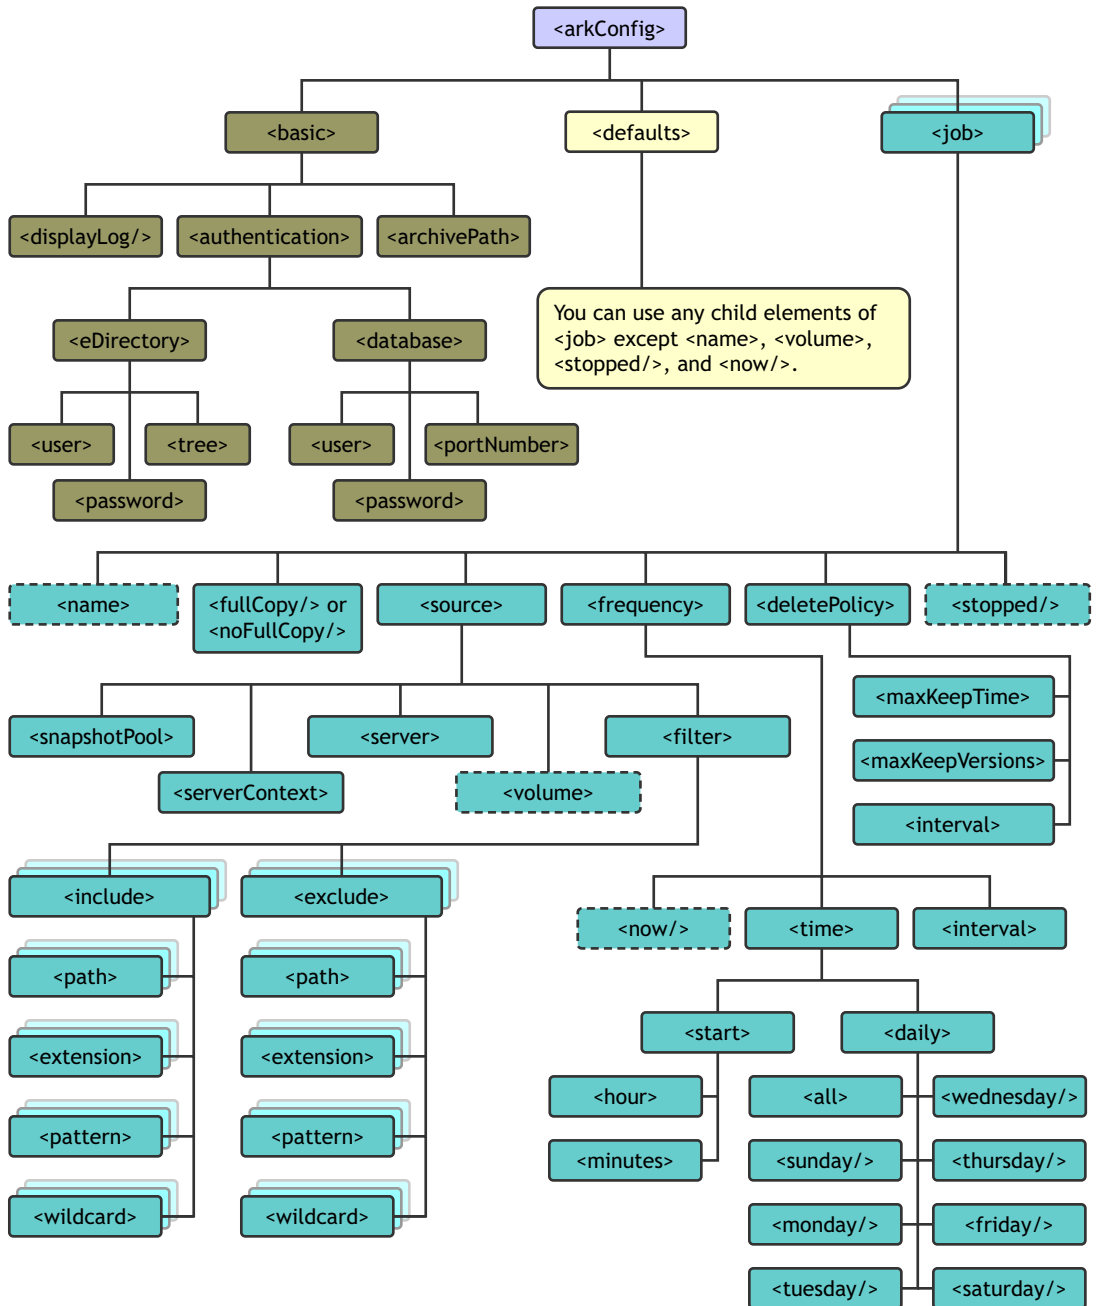 <arkConfig>
<basic>
<defaults>
<job>
<displayLog/>
<authentication>
<archivePath>
<eDirectory>
<database>
You can use any child elements of
<job> except <name>, <volume>,
<stopped/>, and <now/>.
<user>
<tree>
<user>
<portNumber>
<password>
<password>
<name>
<fullCopy/> or
<noFullCopy/>
<source>
<frequency>
<deletePolicy>
<stopped/>
<maxKeepTime>
<snapshotPool>
<server>
<filter>
<maxKeepVersions>
<serverContext>
<volume>
<interval>
<include>
<exclude>
<now/>
<time>
<interval>
<path>
<path>
<start>
<daily>
<extension>
<extension>
<hour>
<all>
<wednesday/>
<pattern>
<pattern>
<minutes>
<sunday/>
<thursday/>
<wildcard>
<wildcard>
<monday/>
<friday/>
<tuesday/>
<saturday/>